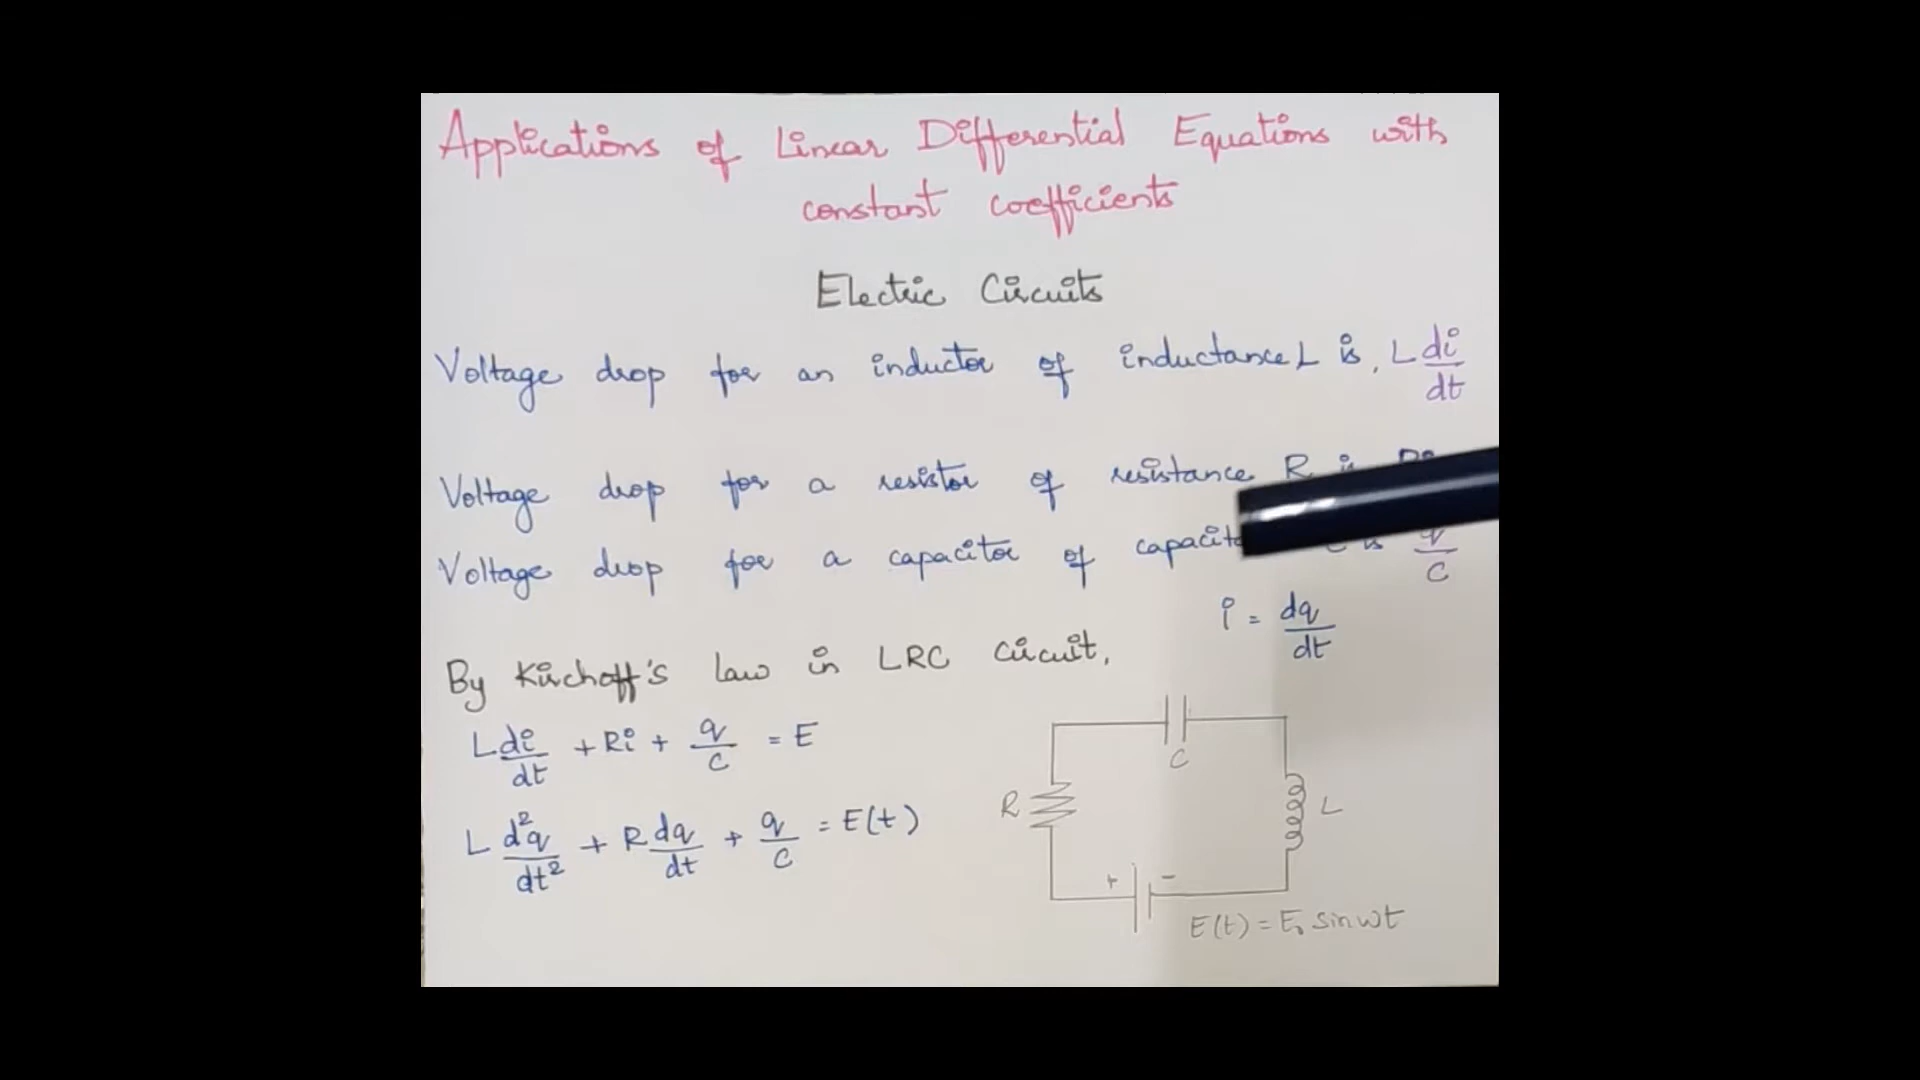 Applications of Linear Differential Equations with
constant coefficients
Electric Circuits
Voltage drop for an inductor of inductance L is, L di/dt
Voltage drop for a resistor of resistance R is
Voltage drop for a capacitor of is q/C
i = dq/dt
By Kirchoff's law in LRC circuit,
L di/dt + Ri + q/C = E
L d²q/dt² + R dq/dt + q/C = E(t)
C
R
L
+ -
E(t) = E₀ sin ωt